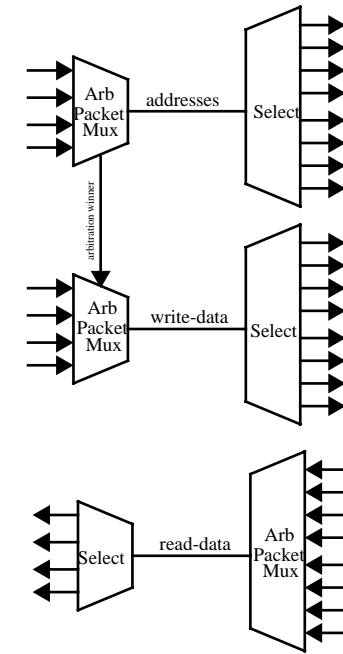 Arb
Packet
Mux
addresses
Select
arbitration winner
Arb
Packet
Mux
write-data
Select
Select
read-data
Arb
Packet
Mux